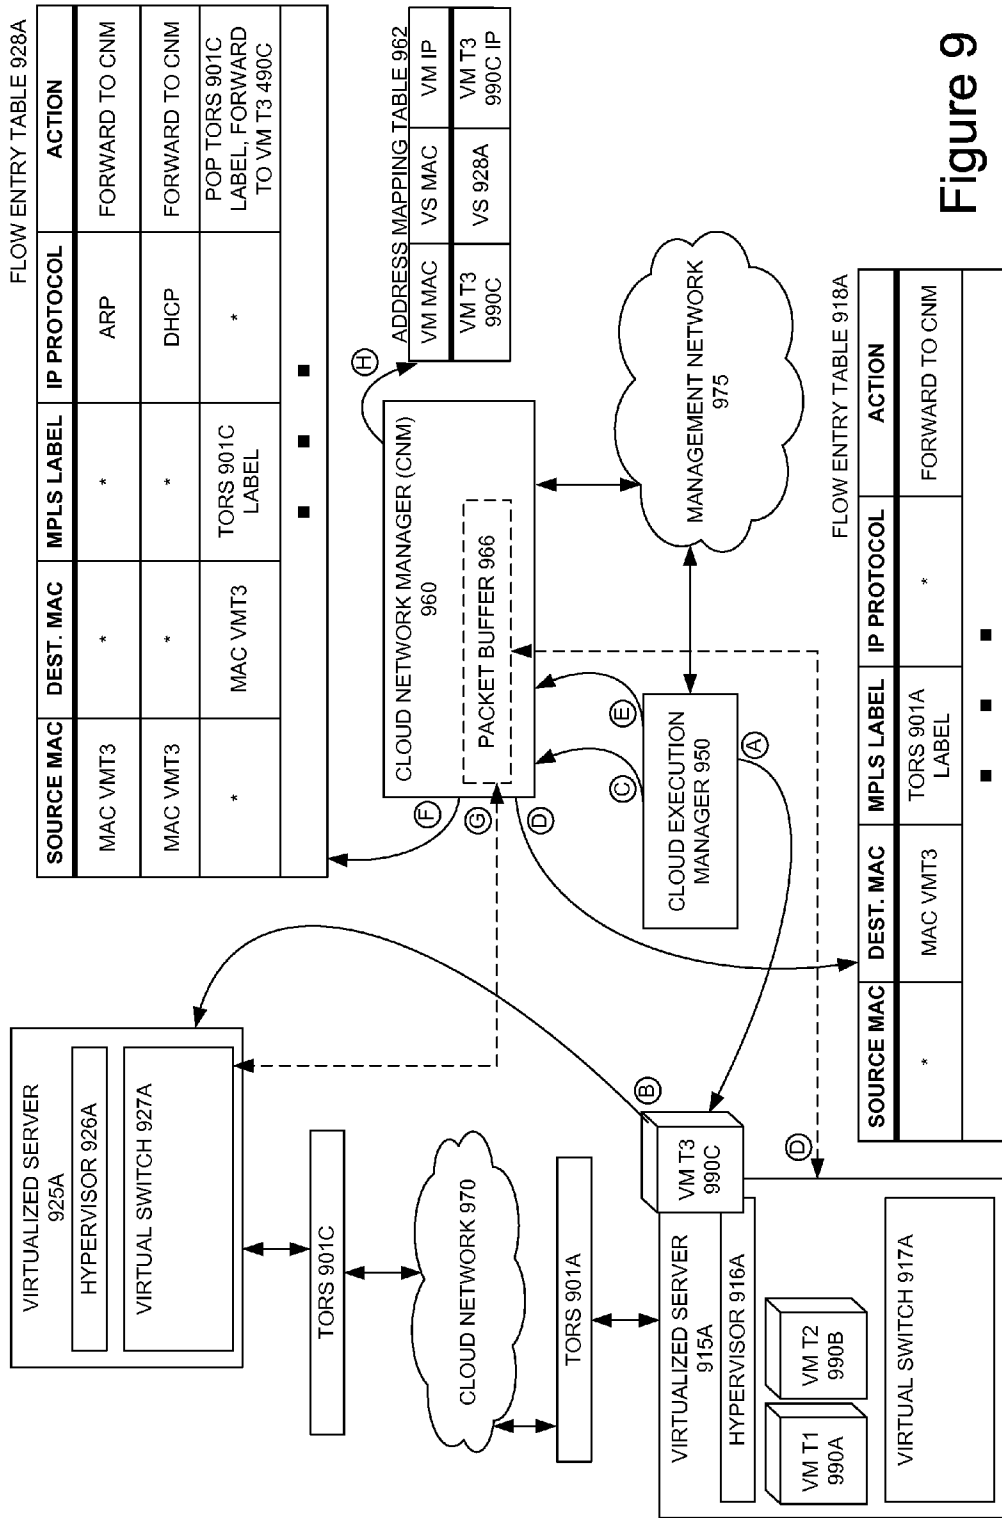 FLOW ENTRY TABLE 928A
SOURCE MAC DEST. MAC MPLS LABEL IP PROTOCOL ACTION
MAC VMT3 * * ARP FORWARD TO CNM
MAC VMT3 * * DHCP FORWARD TO CNM
* MAC VMT3 TORS 901C LABEL * POP TORS 901C LABEL, FORWARD TO VM T3 490C
VIRTUALIZED SERVER
925A
HYPERVISOR 926A
VIRTUAL SWITCH 927A
TORS 901C
CLOUD NETWORK 970
TORS 901A
VIRTUALIZED SERVER
915A
HYPERVISOR 916A
VM T1
990A
VM T2
990B
VIRTUAL SWITCH 917A
VM T3
990C
B
D
F
G
D
CLOUD NETWORK MANAGER (CNM)
960
PACKET BUFFER 966
C
E
CLOUD EXECUTION
MANAGER 950
A
H
ADDRESS MAPPING TABLE 962
VM MAC VS MAC VM IP
VM T3 990C VS 928A VM T3 990C IP
MANAGEMENT NETWORK
975
FLOW ENTRY TABLE 918A
SOURCE MAC DEST. MAC MPLS LABEL IP PROTOCOL ACTION
* MAC VMT3 TORS 901A LABEL * FORWARD TO CNM
Figure 9